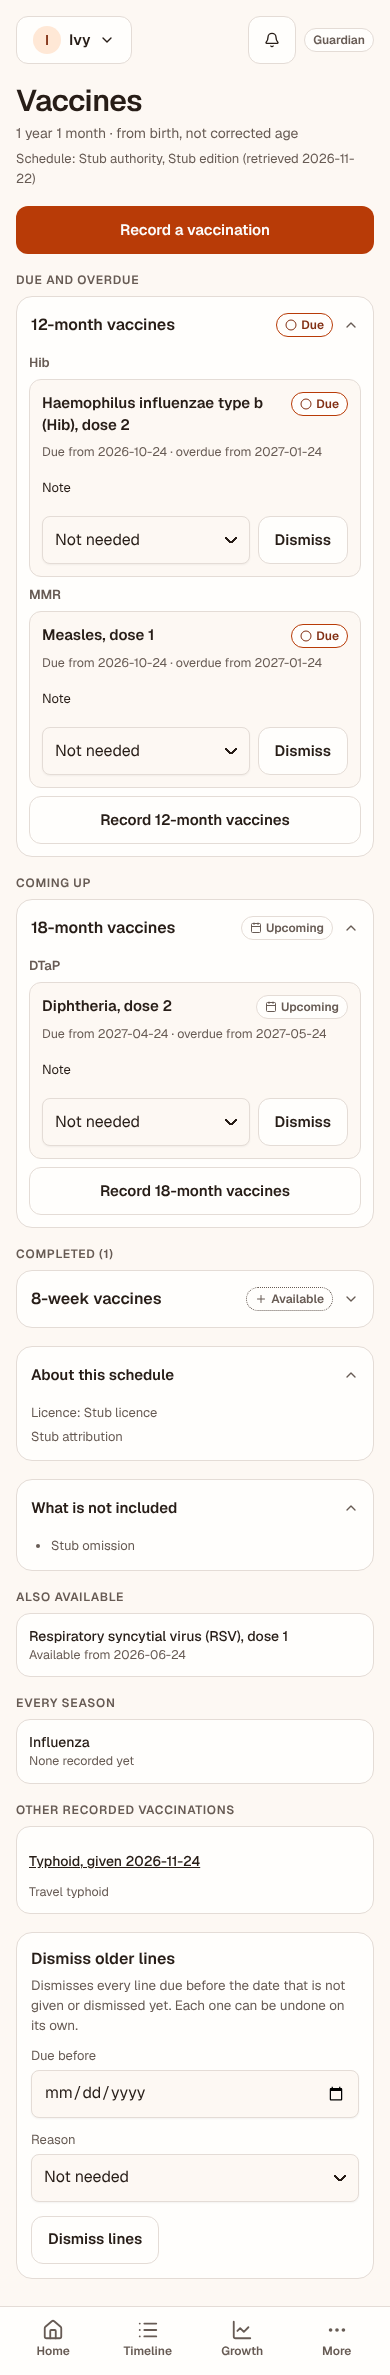 I Ivy
Guardian
Vaccines
1 year 1 month · from birth, not corrected age
Schedule: Stub authority, Stub edition (retrieved 2026-11-
22)
Record a vaccination
DUE AND OVERDUE
12-month vaccines
Due
Hib
Haemophilus influenzae type b
(Hib), dose 2
Due
Due from 2026-10-24 · overdue from 2027-01-24
Note
Not needed
Dismiss
MMR
Measles, dose 1
Due
Due from 2026-10-24 · overdue from 2027-01-24
Note
Not needed
Dismiss
Record 12-month vaccines
COMING UP
18-month vaccines
Upcoming
DTaP
Diphtheria, dose 2
Upcoming
Due from 2027-04-24 · overdue from 2027-05-24
Note
Not needed
Dismiss
Record 18-month vaccines
COMPLETED (1)
8-week vaccines
Available
About this schedule
Licence: Stub licence
Stub attribution
What is not included
• Stub omission
ALSO AVAILABLE
Respiratory syncytial virus (RSV), dose 1
Available from 2026-06-24
EVERY SEASON
Influenza
None recorded yet
OTHER RECORDED VACCINATIONS
Typhoid, given 2026-11-24
Travel typhoid
Dismiss older lines
Dismisses every line due before the date that is not
given or dismissed yet. Each one can be undone on
its own.
Due before
mm/dd/yyyy
Reason
Not needed
Dismiss lines
Home
Timeline
Growth
More